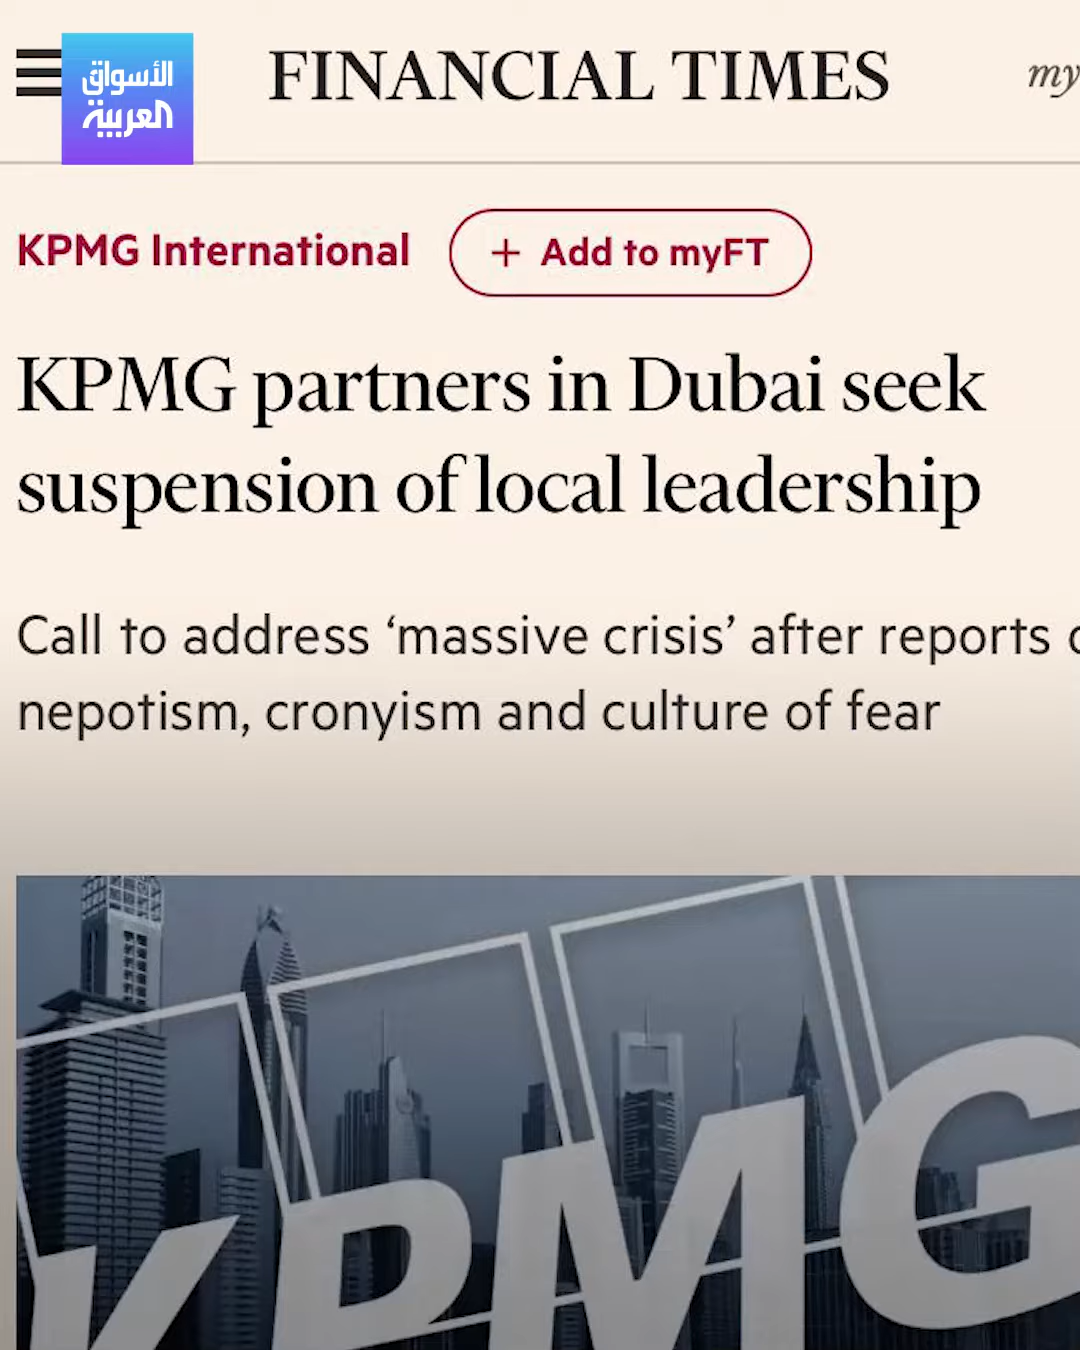 الأسواق
العربية
FINANCIAL TIMES
my
KPMG International
+ Add to myFT
KPMG partners in Dubai seek
suspension of local leadership
Call to address ‘massive crisis’ after reports
nepotism, cronyism and culture of fear
KPMG